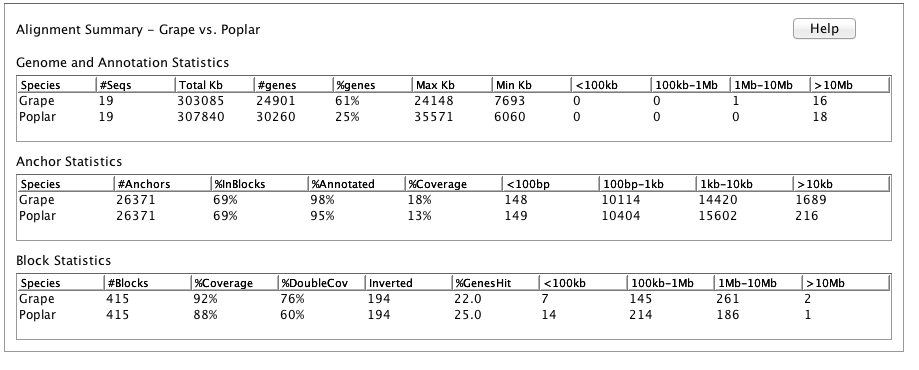 Alignment Summary - Grape vs. Poplar Help
Genome and Annotation Statistics
Species #Seqs Total Kb #genes %genes Max Kb Min Kb <100kb 100kb-1Mb 1Mb-10Mb >10Mb
Grape 19 303085 24901 61% 24148 7693 0 0 1 16
Poplar 19 307840 30260 25% 35571 6060 0 0 0 18
Anchor Statistics
Species #Anchors %InBlocks %Annotated %Coverage <100bp 100bp-1kb 1kb-10kb >10kb
Grape 26371 69% 98% 18% 148 10114 14420 1689
Poplar 26371 69% 95% 13% 149 10404 15602 216
Block Statistics
Species #Blocks %Coverage %DoubleCov Inverted %GenesHit <100kb 100kb-1Mb 1Mb-10Mb >10Mb
Grape 415 92% 76% 194 22.0 7 145 261 2
Poplar 415 88% 60% 194 25.0 14 214 186 1